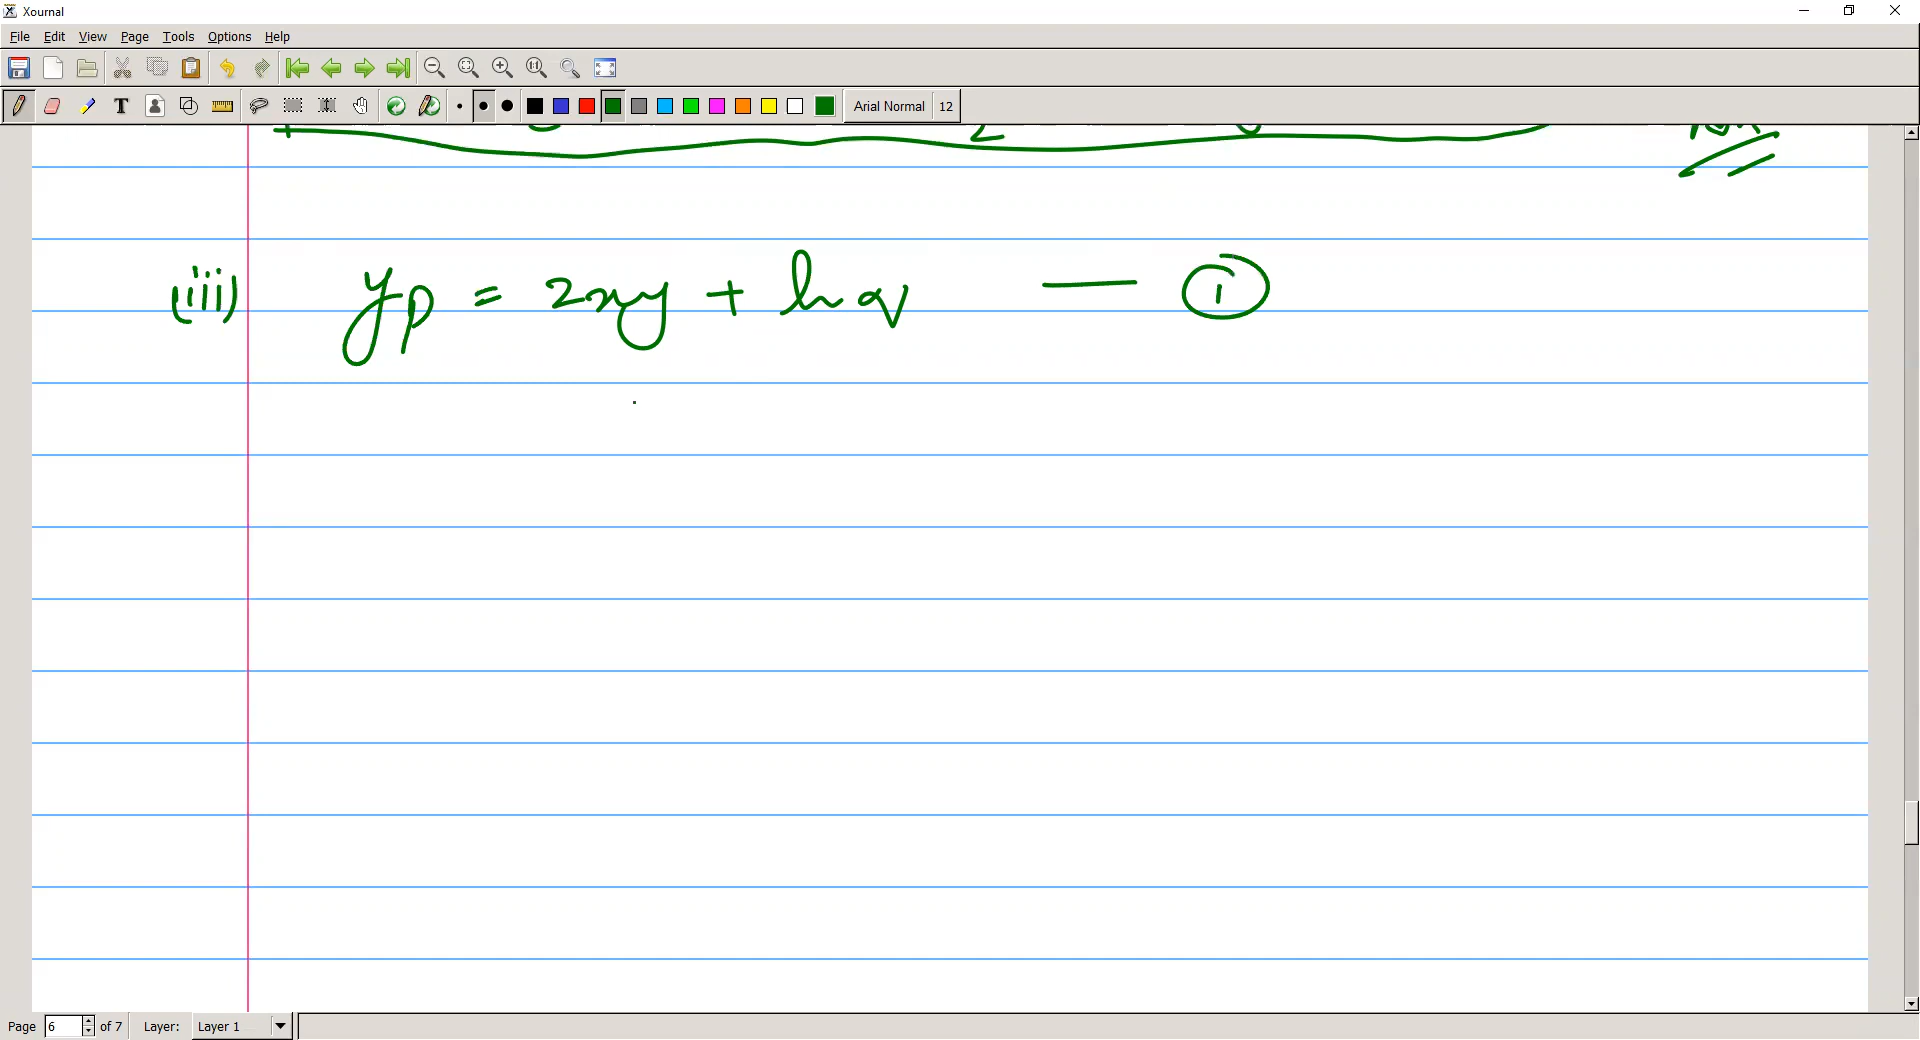 Xournal
File Edit View Page Tools Options Help
Arial Normal 12
(iii) yp = 2xy + ln q — ①
Page 6 of 7 Layer: Layer 1